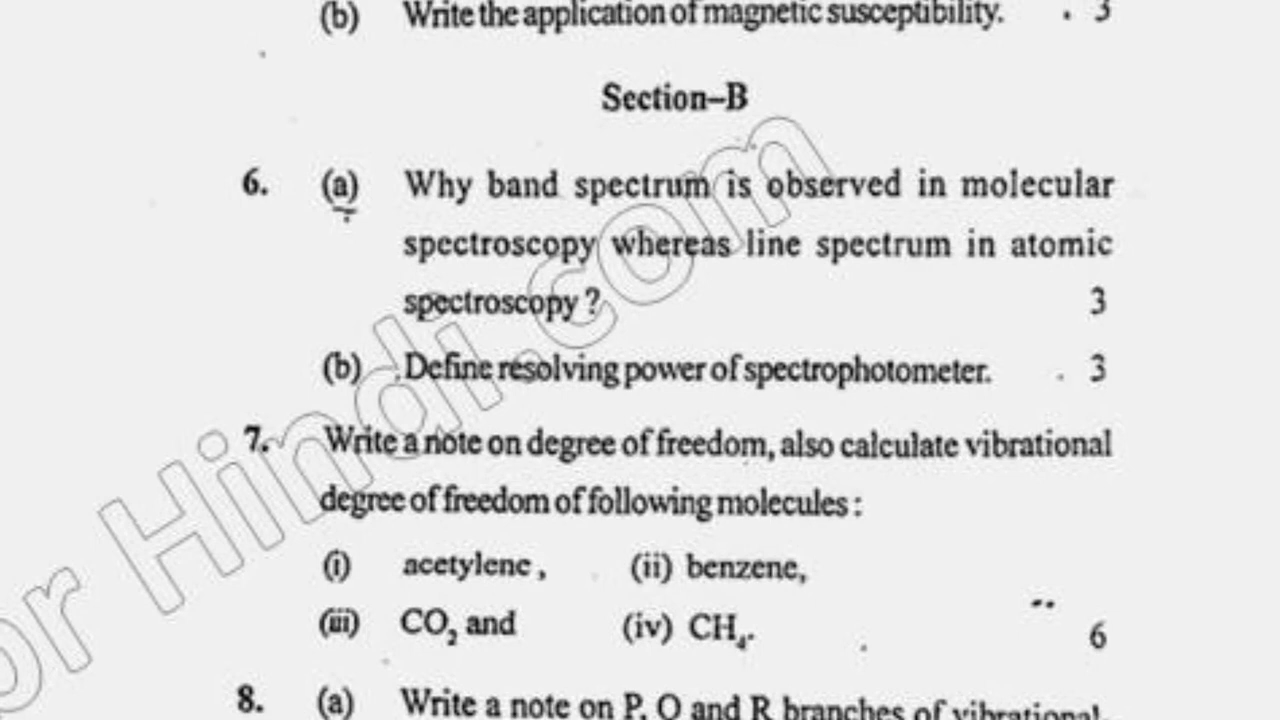 (b) Write the application of magnetic susceptibility. 3
Section–B
6. (a) Why band spectrum is observed in molecular
spectroscopy whereas line spectrum in atomic
spectroscopy ? 3
(b) Define resolving power of spectrophotometer. 3
7. Write a note on degree of freedom, also calculate vibrational
degree of freedom of following molecules :
(i) acetylene, (ii) benzene,
(iii) CO₂ and (iv) CH₄. 6
8. (a) Write a note on P, Q and R branches of vibrational-
or Hindi.com